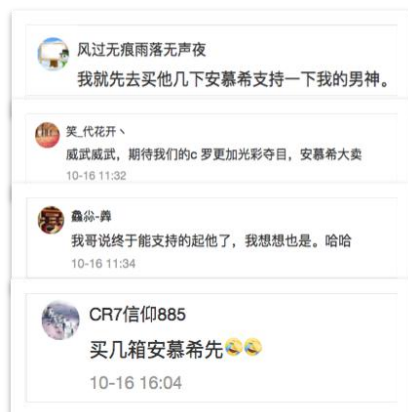 风过无痕雨落无声夜
我就先去买他几下安慕希支持一下我的男神。
笑_代花开丶
威武威武，期待我们的c 罗更加光彩夺目，安慕希大卖
10-16 11:32
我哥说终于能支持的起他了，我想想也是。哈哈
10-16 11:34
CR7信仰885
买几箱安慕希先
10-16 16:04